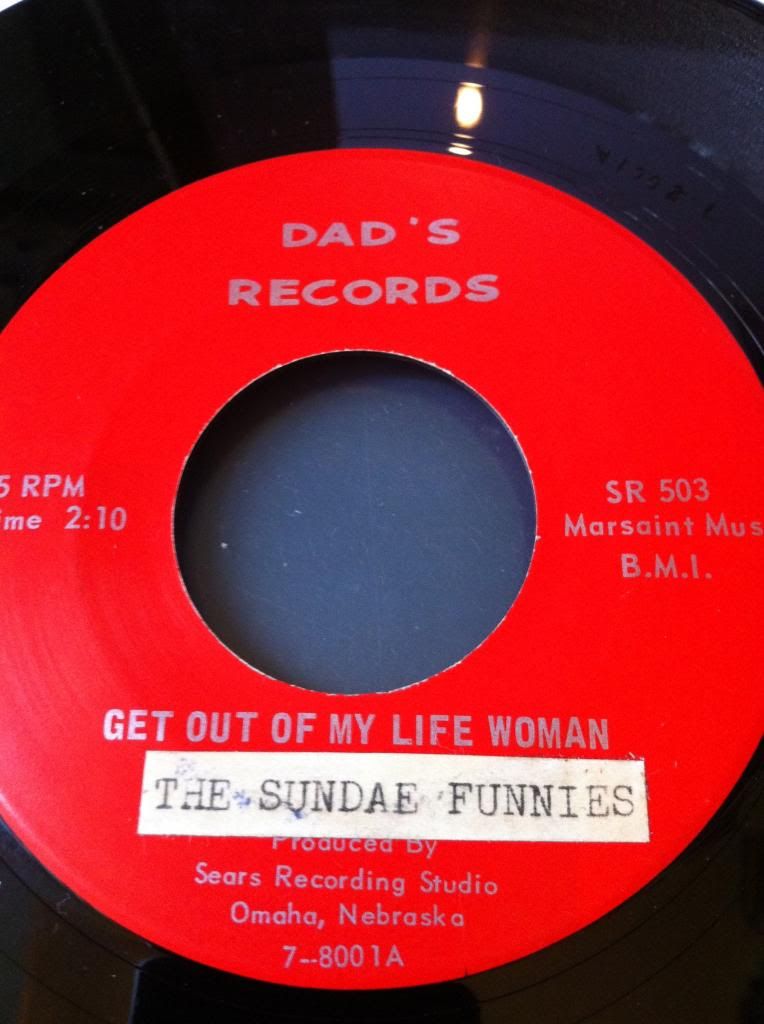 DAD'S
RECORDS
5 RPM
ime 2:10
SR 503
Marsaint Mus
B.M.I.
GET OUT OF MY LIFE WOMAN
THE SUNDAE FUNNIES
Produced By
Sears Recording Studio
Omaha, Nebraska
7--8001A